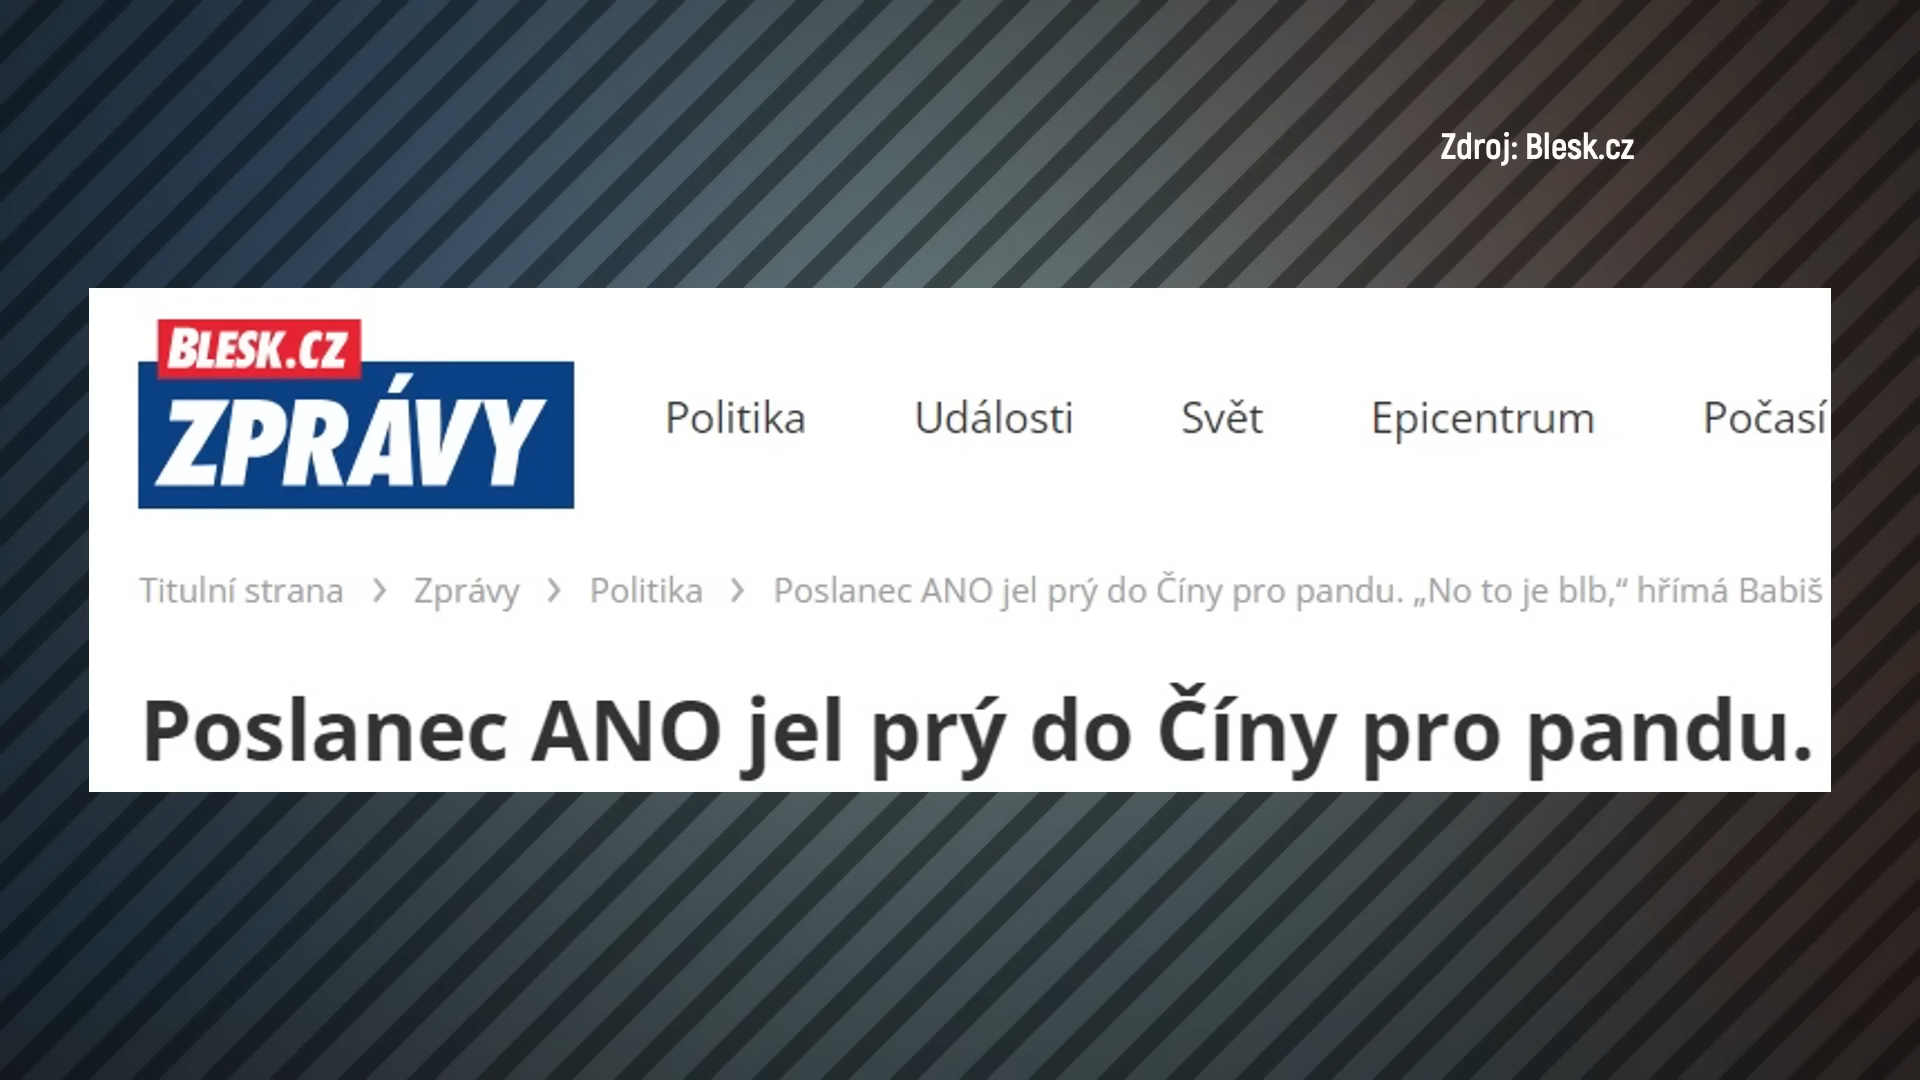 Zdroj: Blesk.cz
BLESK.CZ
ZPRÁVY
Politika Události Svět Epicentrum Počasí
Titulní strana > Zprávy > Politika > Poslanec ANO jel prý do Číny pro pandu. „No to je blb,“ hřímá Babiš
Poslanec ANO jel prý do Číny pro pandu.